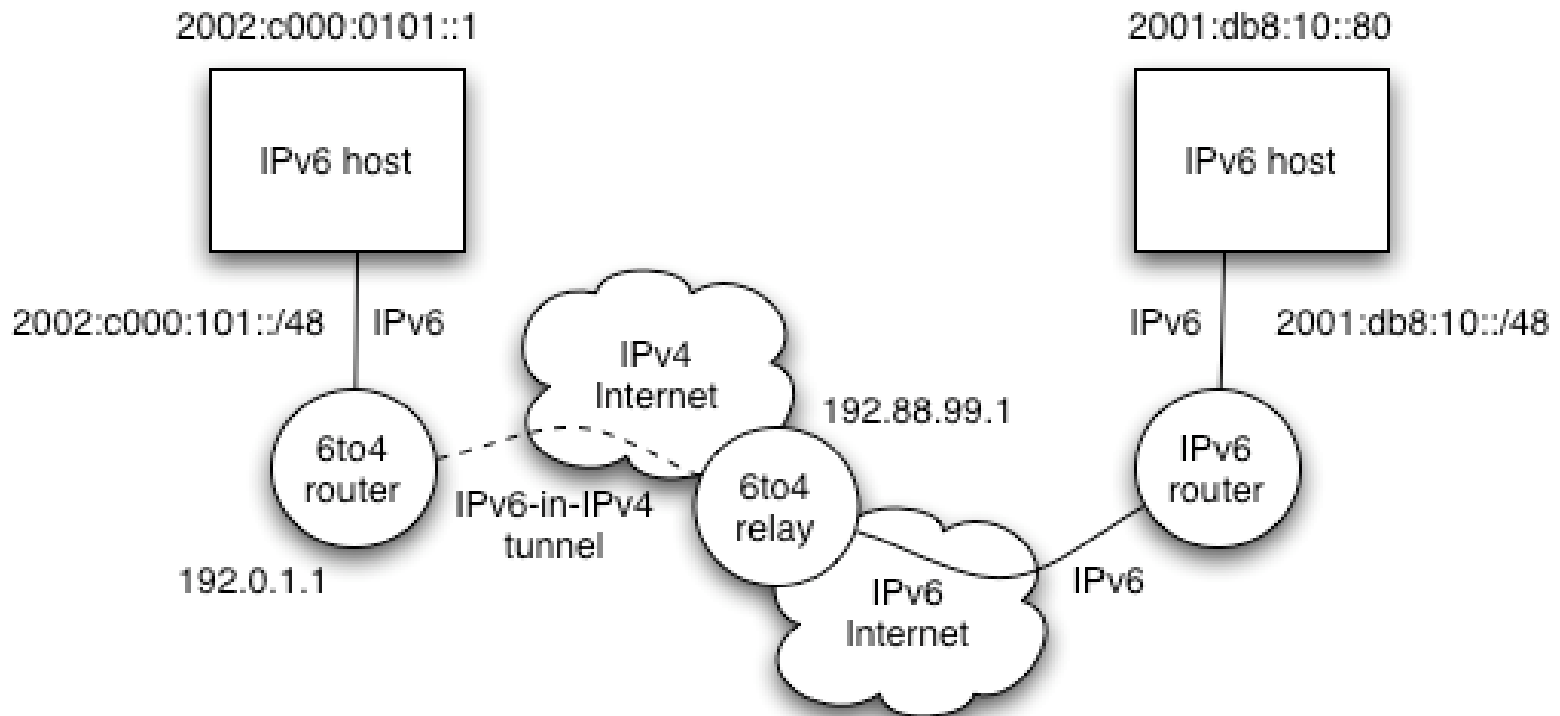 2002:c000:0101::1
2001:db8:10::80
IPv6 host
IPv6 host
2002:c000:101::/48
IPv6
IPv6
2001:db8:10::/48
IPv4
Internet
192.88.99.1
6to4
router
IPv6-in-IPv4
tunnel
6to4
relay
IPv6
router
192.0.1.1
IPv6
Internet
IPv6